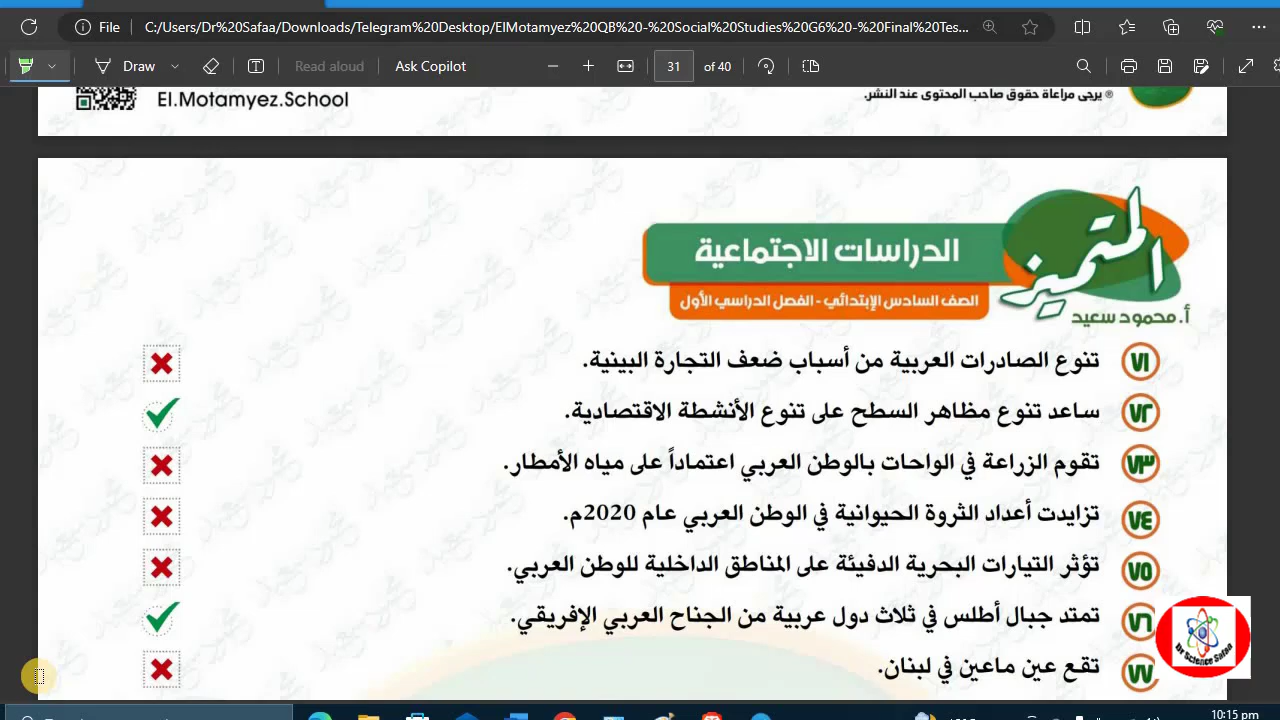 File
C:/Users/Dr%20Safaa/Downloads/Telegram%20Desktop/ElMotamyez%20QB%20-%20Social%20Studies%20G6%20-%20Final%20Tes...
Draw
Read aloud
Ask Copilot
31 of 40
El.Motamyez.School
® يرجى مراعاة حقوق صاحب المحتوى عند النشر.
المتميز
أ. محمود سعيد
الدراسات الاجتماعية
الصف السادس الإبتدائي - الفصل الدراسي الأول
٧١ تنوع الصادرات العربية من أسباب ضعف التجارة البينية.
٧٢ ساعد تنوع مظاهر السطح على تنوع الأنشطة الاقتصادية.
٧٣ تقوم الزراعة في الواحات بالوطن العربي اعتماداً على مياه الأمطار.
٧٤ تزايدت أعداد الثروة الحيوانية في الوطن العربي عام 2020م.
٧٥ تؤثر التيارات البحرية الدفيئة على المناطق الداخلية للوطن العربي.
٧٦ تمتد جبال أطلس في ثلاث دول عربية من الجناح العربي الإفريقي.
٧٧ تقع عين ماعين في لبنان.
Dr Science Safaa
10:15 pm